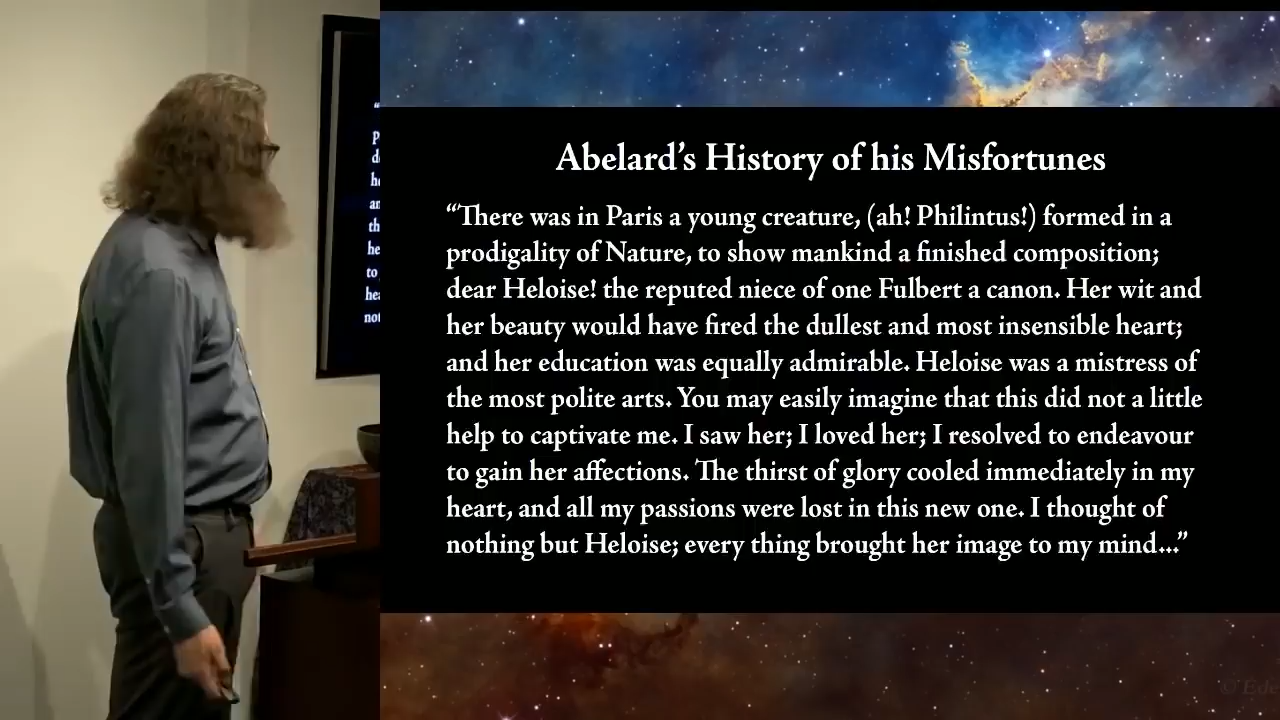 Abelard's History of his Misfortunes
“There was in Paris a young creature, (ah! Philintus!) formed in a
prodigality of Nature, to show mankind a finished composition;
dear Heloise! the reputed niece of one Fulbert a canon. Her wit and
her beauty would have fired the dullest and most insensible heart;
and her education was equally admirable. Heloise was a mistress of
the most polite arts. You may easily imagine that this did not a little
help to captivate me. I saw her; I loved her; I resolved to endeavour
to gain her affections. The thirst of glory cooled immediately in my
heart, and all my passions were lost in this new one. I thought of
nothing but Heloise; every thing brought her image to my mind...”